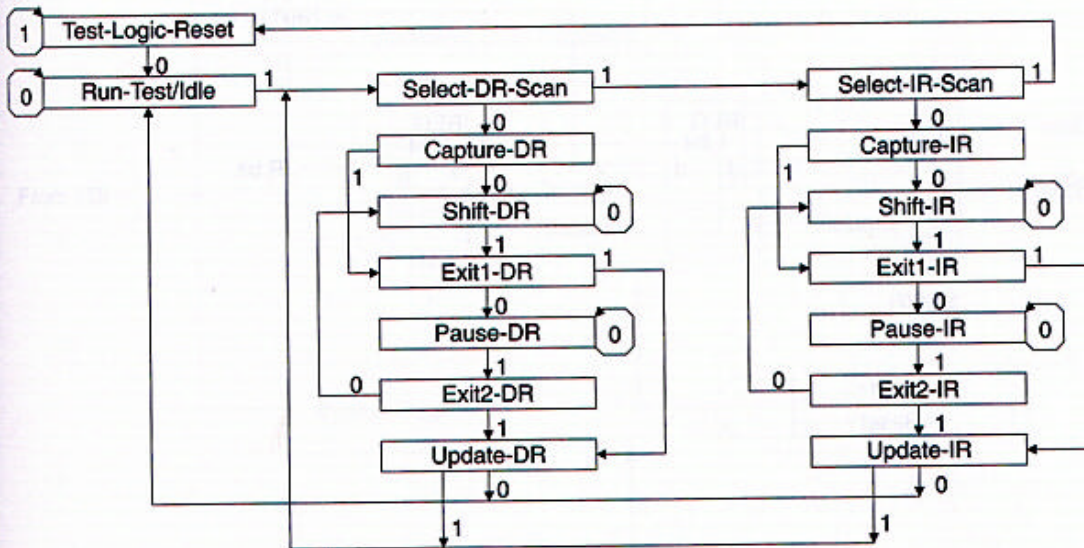 1 Test-Logic-Reset
0
0 Run-Test/Idle 1 Select-DR-Scan 1 Select-IR-Scan 1
0 0
Capture-DR Capture-IR
1 0 1 0
Shift-DR 0 Shift-IR 0
1 1
Exit1-DR 1 Exit1-IR 1
0 0
Pause-DR 0 Pause-IR 0
1 1
0 Exit2-DR 0 Exit2-IR
1 1
Update-DR Update-IR
0 0
1 1